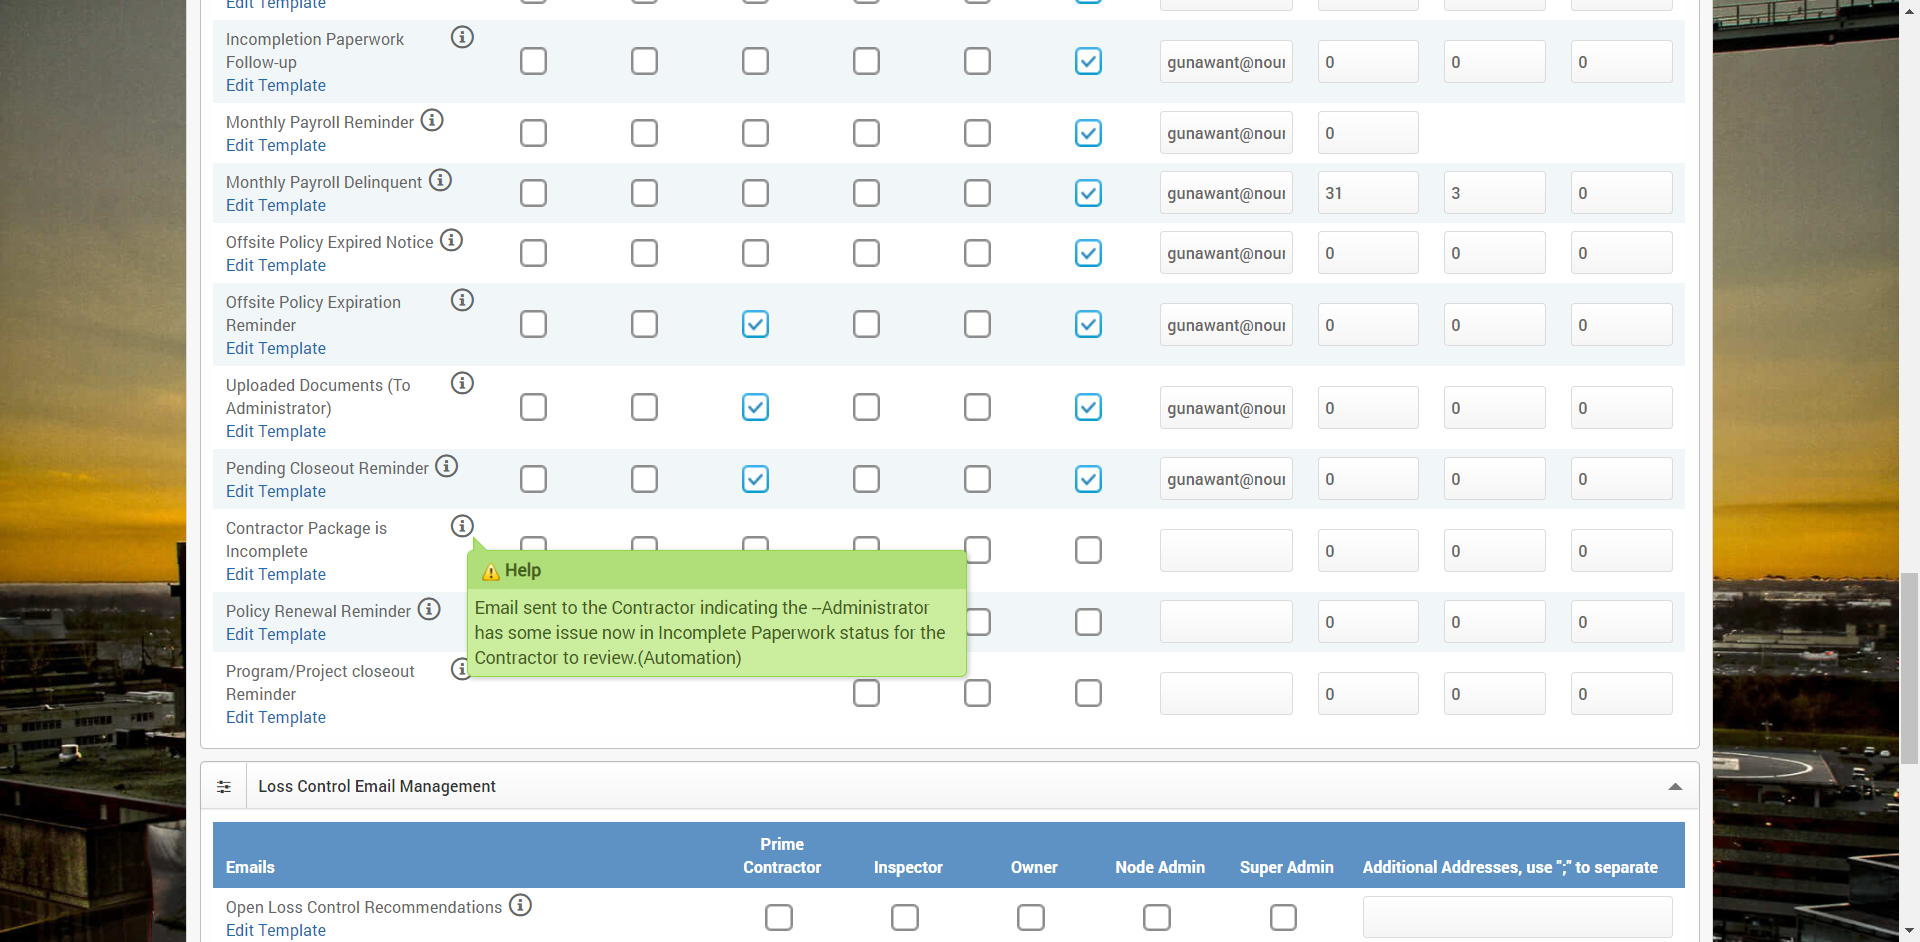 Edit Template
Incompletion Paperwork
Follow-up
Edit Template
gunawant@nour 0 0 0
Monthly Payroll Reminder
Edit Template
gunawant@nour 0
Monthly Payroll Delinquent
Edit Template
gunawant@nour 31 3 0
Offsite Policy Expired Notice
Edit Template
gunawant@nour 0 0 0
Offsite Policy Expiration
Reminder
Edit Template
gunawant@nour 0 0 0
Uploaded Documents (To
Administrator)
Edit Template
gunawant@nour 0 0 0
Pending Closeout Reminder
Edit Template
gunawant@nour 0 0 0
Contractor Package is
Incomplete
Edit Template
0 0 0
Help
Email sent to the Contractor indicating the --Administrator
has some issue now in Incomplete Paperwork status for the
Contractor to review.(Automation)
Policy Renewal Reminder
Edit Template
0 0 0
Program/Project closeout
Reminder
Edit Template
0 0 0
Loss Control Email Management
Emails
Prime
Contractor
Inspector
Owner
Node Admin
Super Admin
Additional Addresses, use ";" to separate
Open Loss Control Recommendations
Edit Template